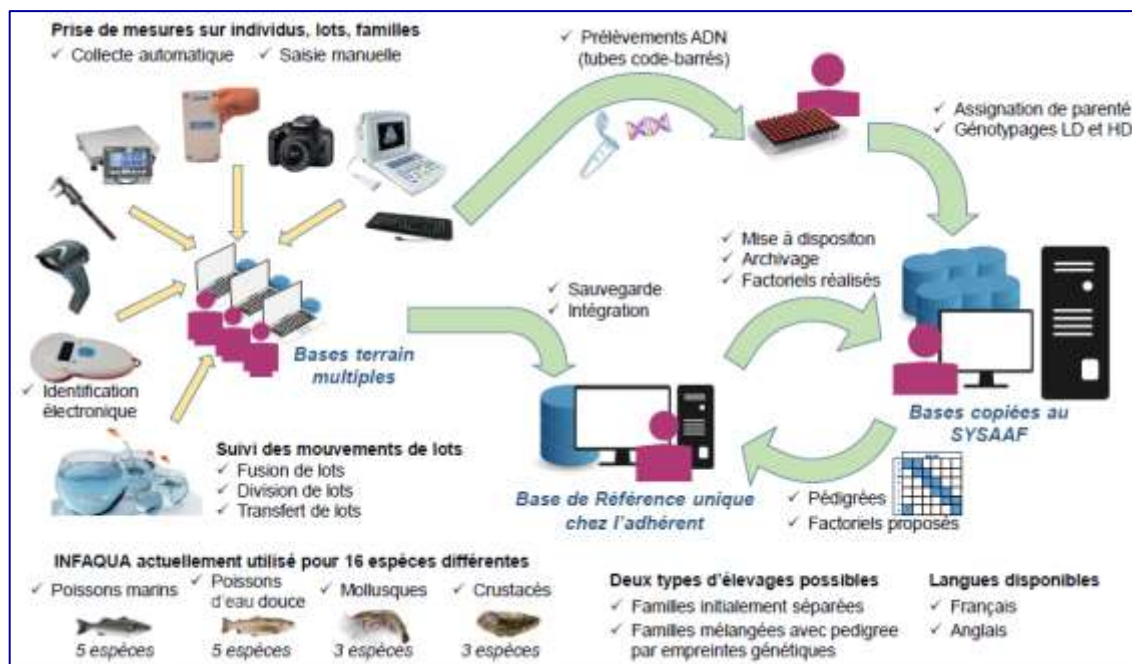 Prise de mesures sur individus, lots, familles
✓ Collecte automatique ✓ Saisie manuelle
✓ Prélèvements ADN
(tubes code-barrés)
✓ Assignation de parenté
✓ Génotypages LD et HD
✓ Mise à dispositon
✓ Archivage
✓ Factoriels réalisés
✓ Sauvegarde
✓ Intégration
Bases terrain
multiples
✓ Identification
électronique
Bases copiées au
SYSAAF
Suivi des mouvements de lots
✓ Fusion de lots
✓ Division de lots
✓ Transfert de lots
Base de Référence unique
chez l'adhérent
✓ Pédigrées
✓ Factoriels proposés
INFAQUA actuellement utilisé pour 16 espèces différentes
✓ Poissons marins
5 espèces
✓ Poissons
d'eau douce
5 espèces
✓ Mollusques
3 espèces
✓ Crustacés
3 espèces
Deux types d'élevages possibles
✓ Familles initialement séparées
✓ Familles mélangées avec pedigree
par empreintes génétiques
Langues disponibles
✓ Français
✓ Anglais